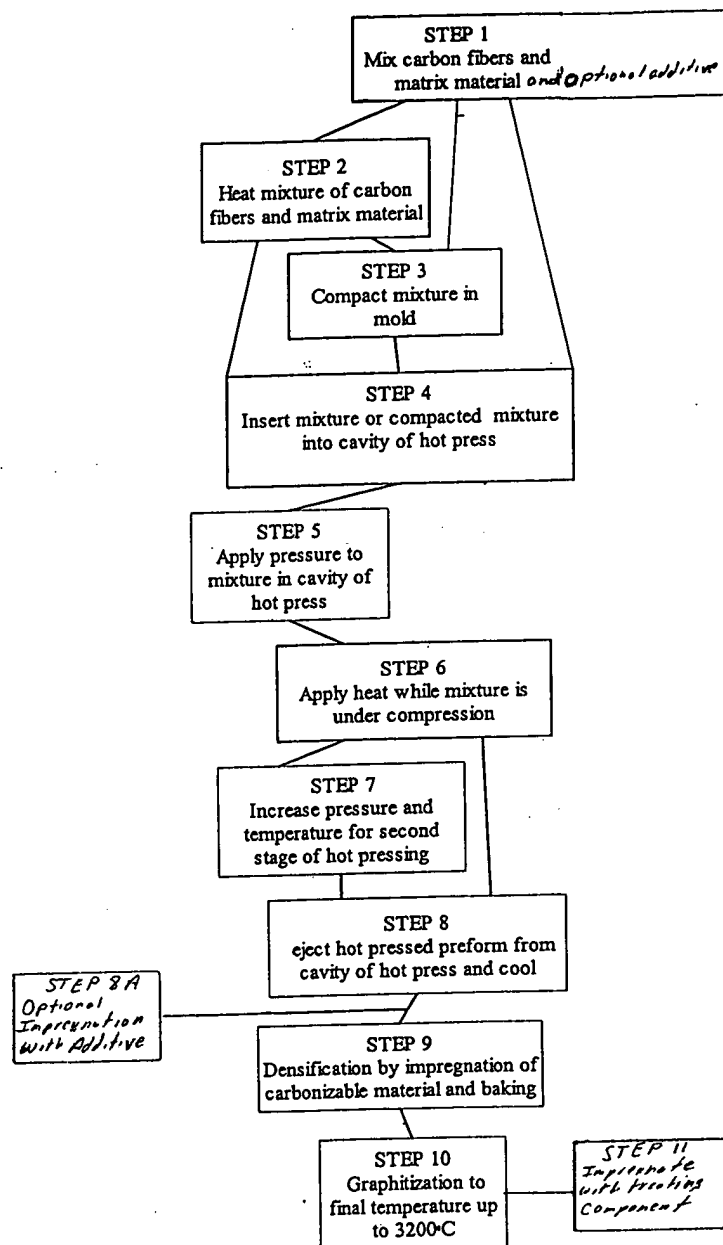 STEP 1
Mix carbon fibers and
matrix material and optional additive
STEP 2
Heat mixture of carbon
fibers and matrix material
STEP 3
Compact mixture in
mold
STEP 4
Insert mixture or compacted mixture
into cavity of hot press
STEP 5
Apply pressure to
mixture in cavity of
hot press
STEP 6
Apply heat while mixture is
under compression
STEP 7
Increase pressure and
temperature for second
stage of hot pressing
STEP 8
eject hot pressed preform from
cavity of hot press and cool
STEP 8A
Optional
Impregnation
with Additive
STEP 9
Densification by impregnation of
carbonizable material and baking
STEP 10
Graphitization to
final temperature up
to 3200°C
STEP 11
Impregnate
with treating
Component